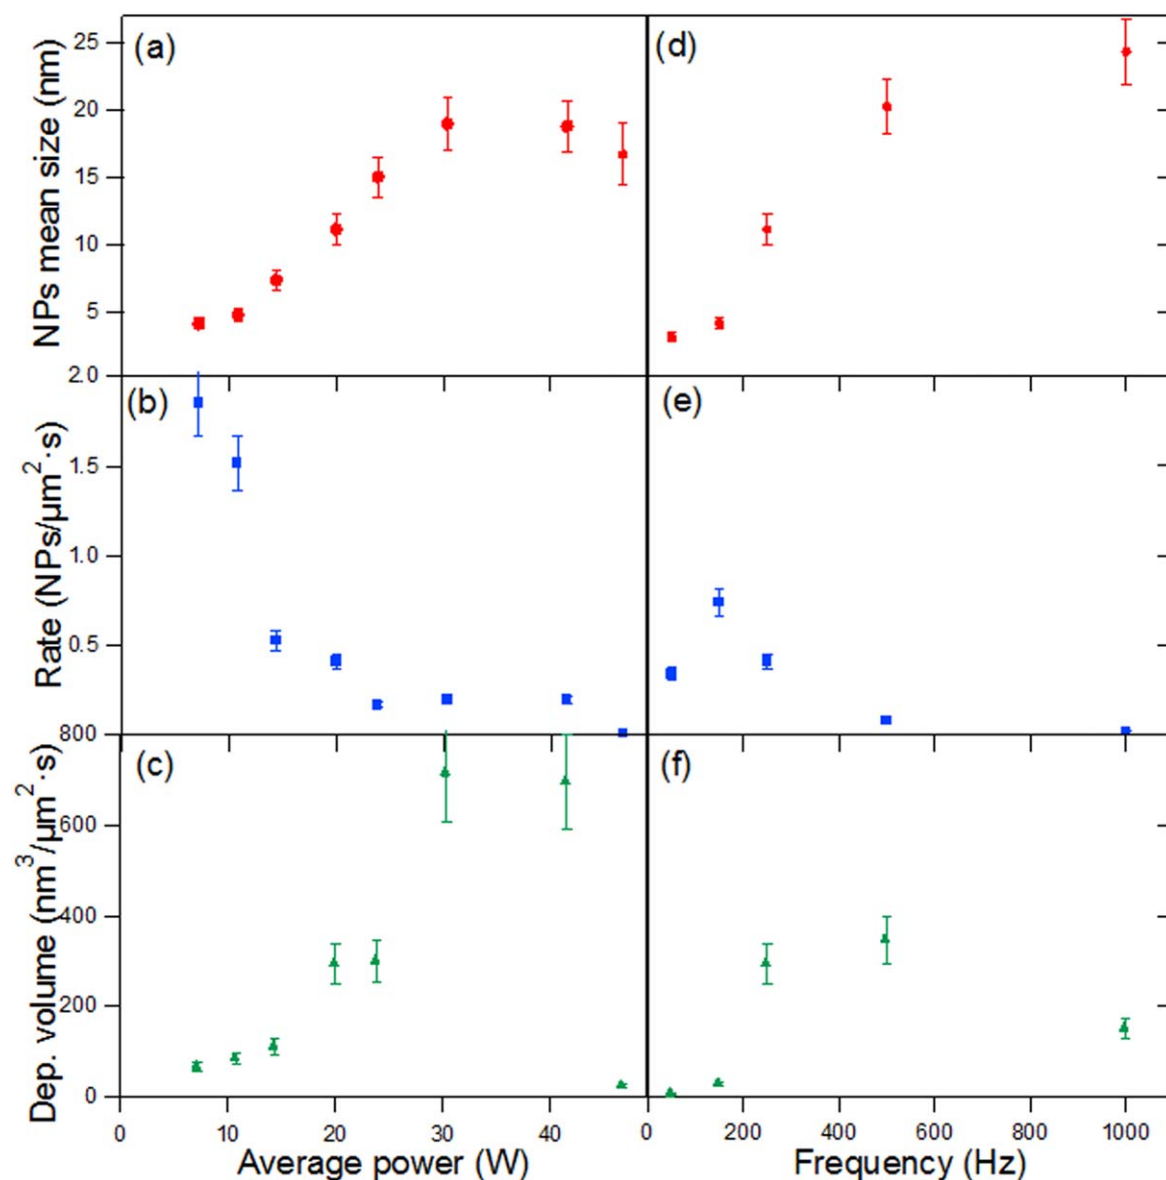 (a)
(d)
NPs mean size (nm)
25
20
15
10
5
2.0
(b)
(e)
Rate (NPs/μm²·s)
1.5
1.0
0.5
800
(c)
(f)
Dep. volume (nm³/μm²·s)
600
400
200
0
0 10 20 30 40 0 200 400 600 800 1000
Average power (W) Frequency (Hz)